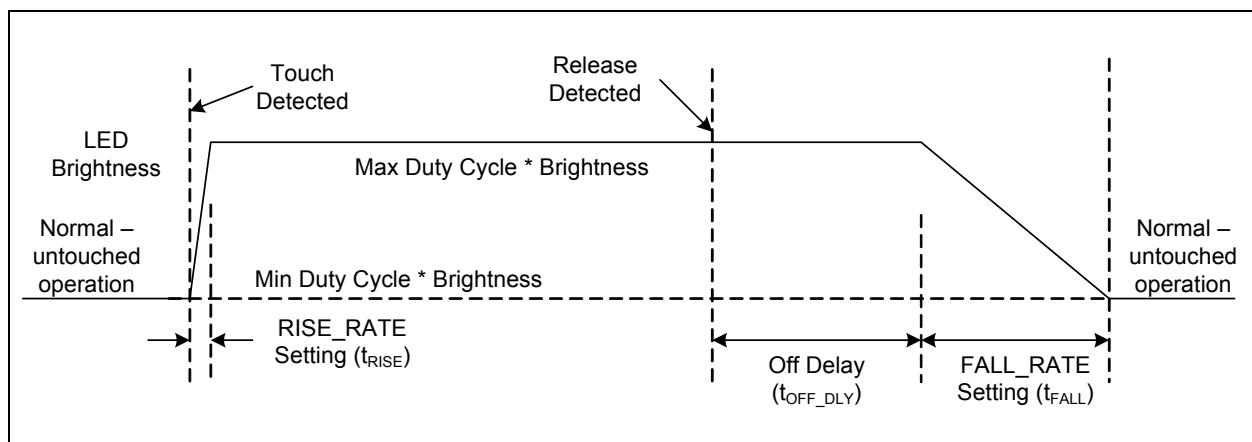 Touch
Detected
Release
Detected
LED
Brightness
Max Duty Cycle * Brightness
Normal –
untouched
operation
Min Duty Cycle * Brightness
Normal –
untouched
operation
RISE_RATE
Setting (tRISE)
Off Delay
(tOFF_DLY)
FALL_RATE
Setting (tFALL)